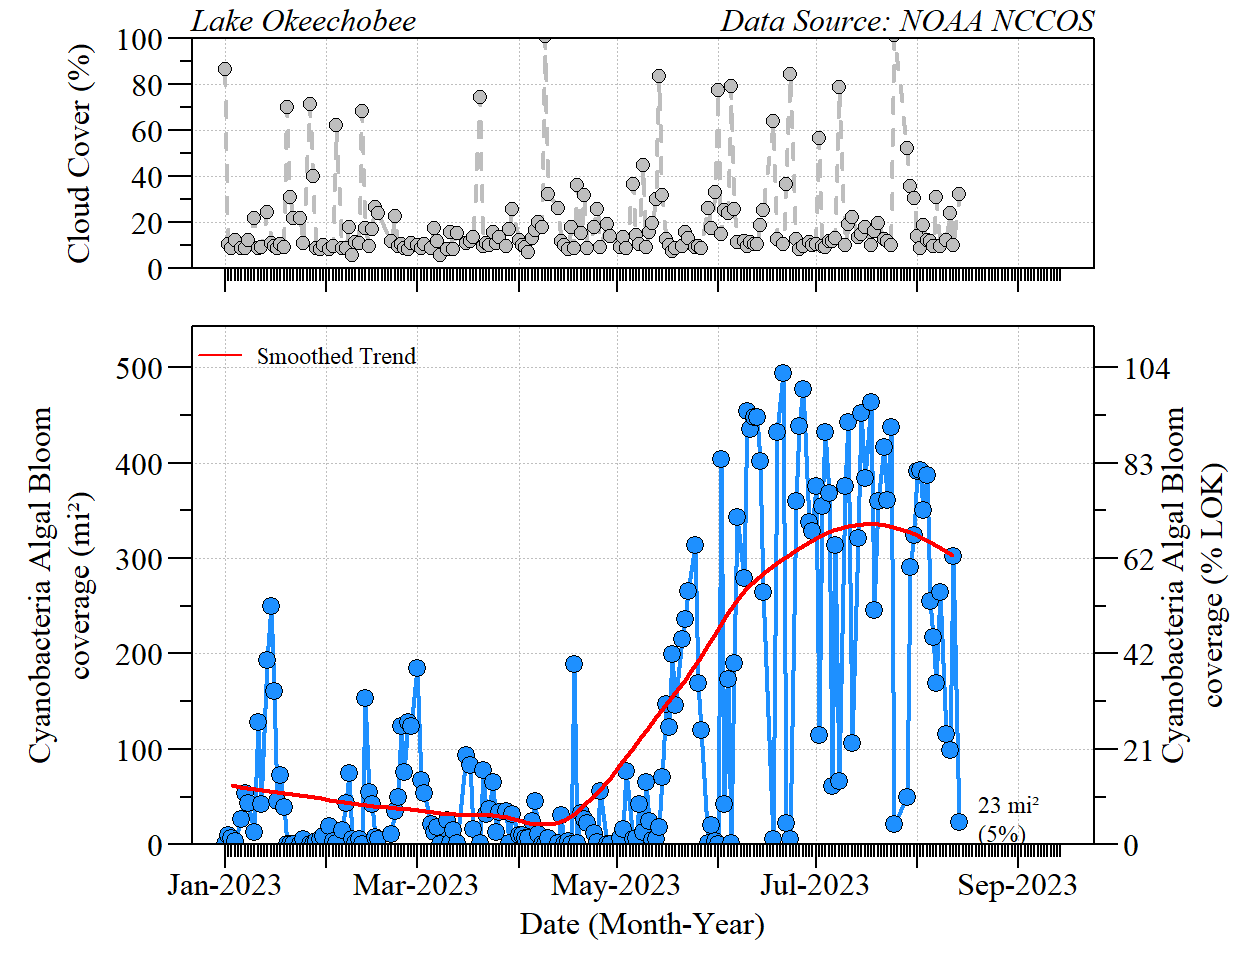 Lake Okeechobee
Data Source: NOAA NCCOS
Cloud Cover (%)
100
80
60
40
20
0
Smoothed Trend
Cyanobacteria Algal Bloom
coverage (mi²)
500
400
300
200
100
0
104
83
62
42
21
0
Cyanobacteria Algal Bloom
coverage (% LOK)
23 mi²
(5%)
Jan-2023
Mar-2023
May-2023
Jul-2023
Sep-2023
Date (Month-Year)